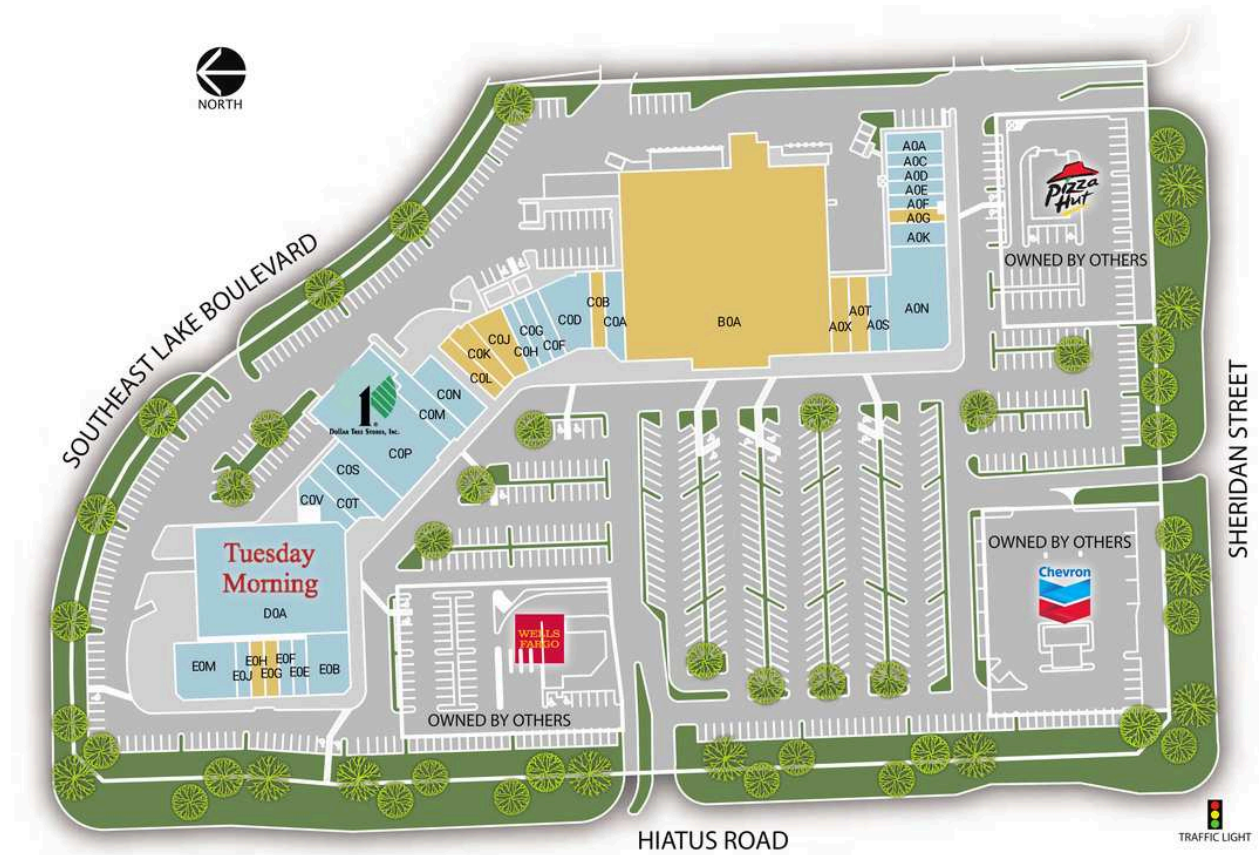 NORTH
SOUTHEAST LAKE BOULEVARD
SHERIDAN STREET
HIATUS ROAD
TRAFFIC LIGHT
A0A
A0C
A0D
A0E
A0F
A0G
A0K
A0N
A0S
A0T
A0X
B0A
C0A
C0B
C0D
C0F
C0G
C0H
C0J
C0K
C0L
C0N
C0M
C0P
C0S
C0T
C0V
1
Dollar Tree Stores, Inc.
Tuesday
Morning
D0A
E0M
E0J
E0H
E0G
E0F
E0E
E0B
Pizza
Hut
OWNED BY OTHERS
OWNED BY OTHERS
Chevron
WELLS
FARGO
OWNED BY OTHERS